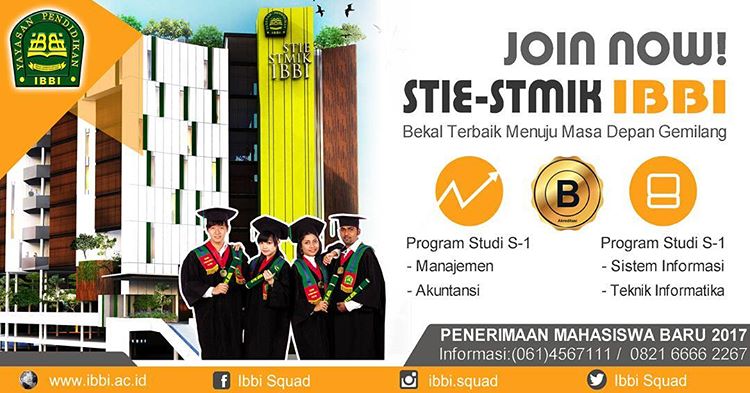 YAYASAN PENDIDIKAN
IBBI
IBBI
STIE
STMIK
IBBI
JOIN NOW!
STIE-STMIK IBBI
Bekal Terbaik Menuju Masa Depan Gemilang
B
Akreditasi
Program Studi S-1
- Manajemen
- Akuntansi
Program Studi S-1
- Sistem Informasi
- Teknik Informatika
PENERIMAAN MAHASISWA BARU 2017
Informasi:(061)4567111 / 0821 6666 2267
www.ibbi.ac.id
Ibbi Squad
ibbi.squad
Ibbi Squad